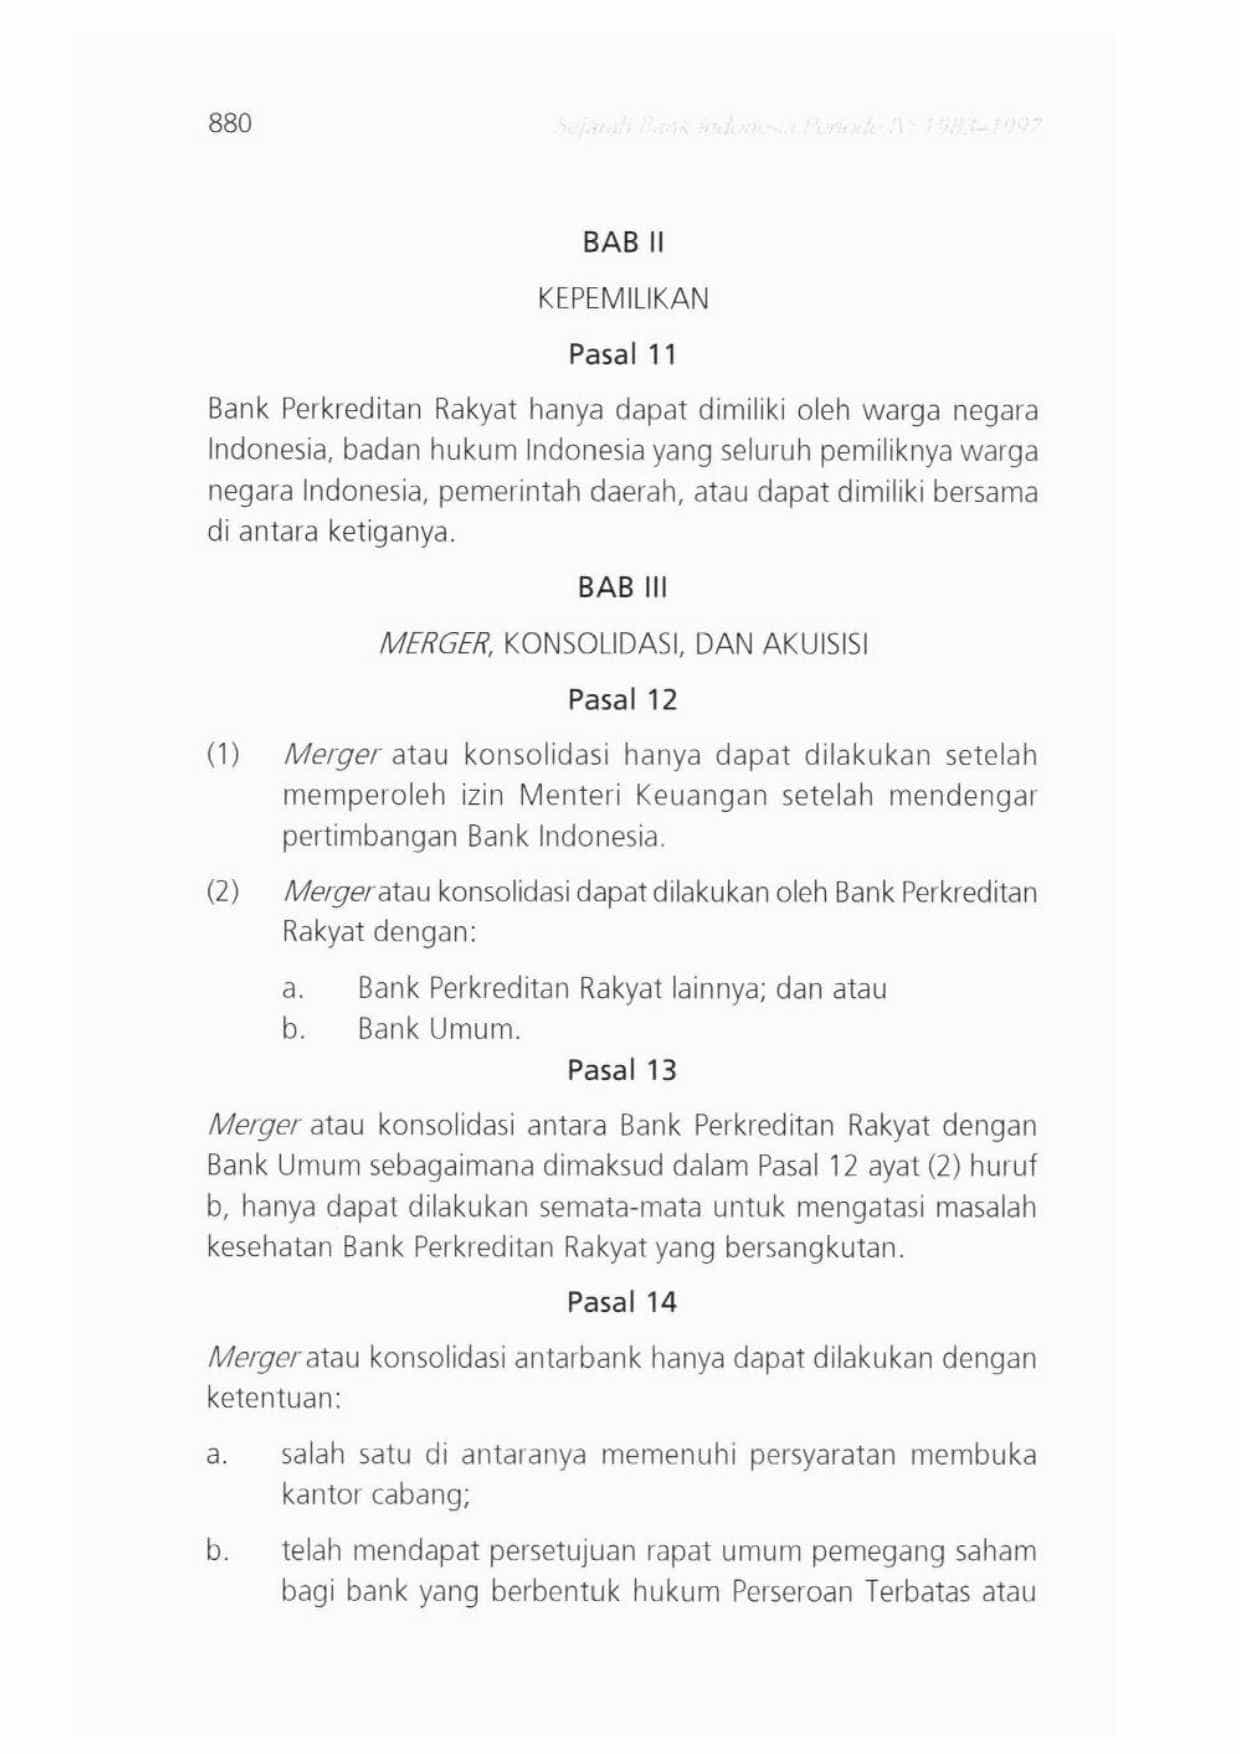 880
Sejarah Bank Indonesia Periode IV: 1983–1997
BAB II
KEPEMILIKAN
Pasal 11
Bank Perkreditan Rakyat hanya dapat dimiliki oleh warga negara
Indonesia, badan hukum Indonesia yang seluruh pemiliknya warga
negara Indonesia, pemerintah daerah, atau dapat dimiliki bersama
di antara ketiganya.
BAB III
MERGER, KONSOLIDASI, DAN AKUISISI
Pasal 12
(1) Merger atau konsolidasi hanya dapat dilakukan setelah
memperoleh izin Menteri Keuangan setelah mendengar
pertimbangan Bank Indonesia.
(2) Merger atau konsolidasi dapat dilakukan oleh Bank Perkreditan
Rakyat dengan:
a. Bank Perkreditan Rakyat lainnya; dan atau
b. Bank Umum.
Pasal 13
Merger atau konsolidasi antara Bank Perkreditan Rakyat dengan
Bank Umum sebagaimana dimaksud dalam Pasal 12 ayat (2) huruf
b, hanya dapat dilakukan semata-mata untuk mengatasi masalah
kesehatan Bank Perkreditan Rakyat yang bersangkutan.
Pasal 14
Merger atau konsolidasi antarbank hanya dapat dilakukan dengan
ketentuan:
a. salah satu di antaranya memenuhi persyaratan membuka
kantor cabang;
b. telah mendapat persetujuan rapat umum pemegang saham
bagi bank yang berbentuk hukum Perseroan Terbatas atau